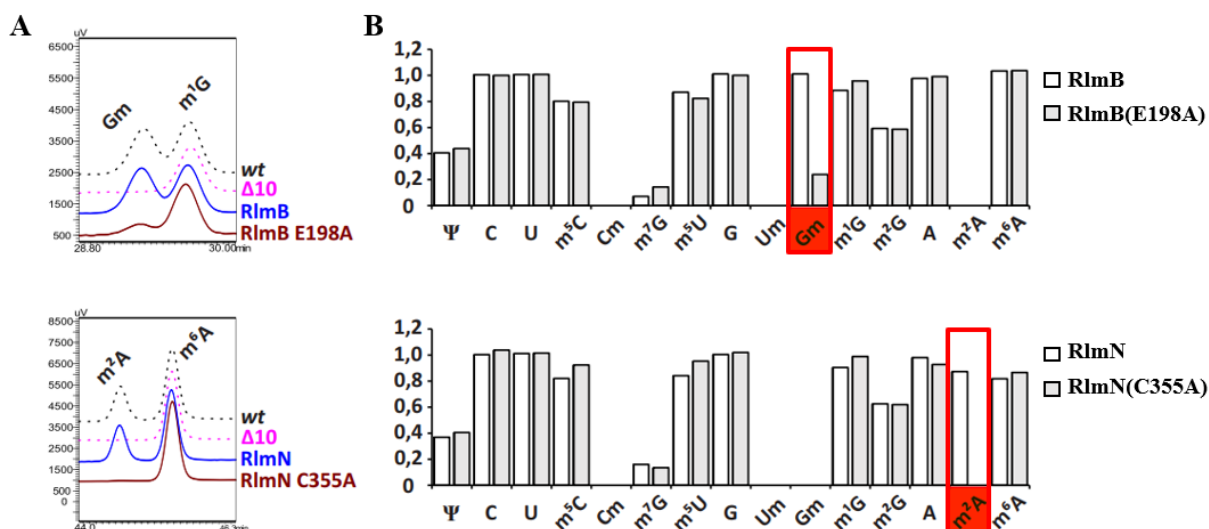 A
uV
6500
5500
4500
3500
2500
1500
500
Gm
m¹G
wt
Δ10
RlmB
RlmB E198A
28.80
30.00min
B
1,2
1,0
0,8
0,6
0,4
0,2
0
Ψ
C
U
m⁵C
Cm
m⁷G
m⁵U
G
Um
Gm
m¹G
m²G
A
m²A
m⁶A
RlmB
RlmB(E198A)
uV
8500
7500
6500
5500
4500
3500
2500
1500
500
0
m²A
m⁶A
wt
Δ10
RlmN
RlmN C355A
1,2
1,0
0,8
0,6
0,4
0,2
0
Ψ
C
U
m⁵C
Cm
m⁷G
m⁵U
G
Um
Gm
m¹G
m²G
A
m²A
m⁶A
RlmN
RlmN(C355A)